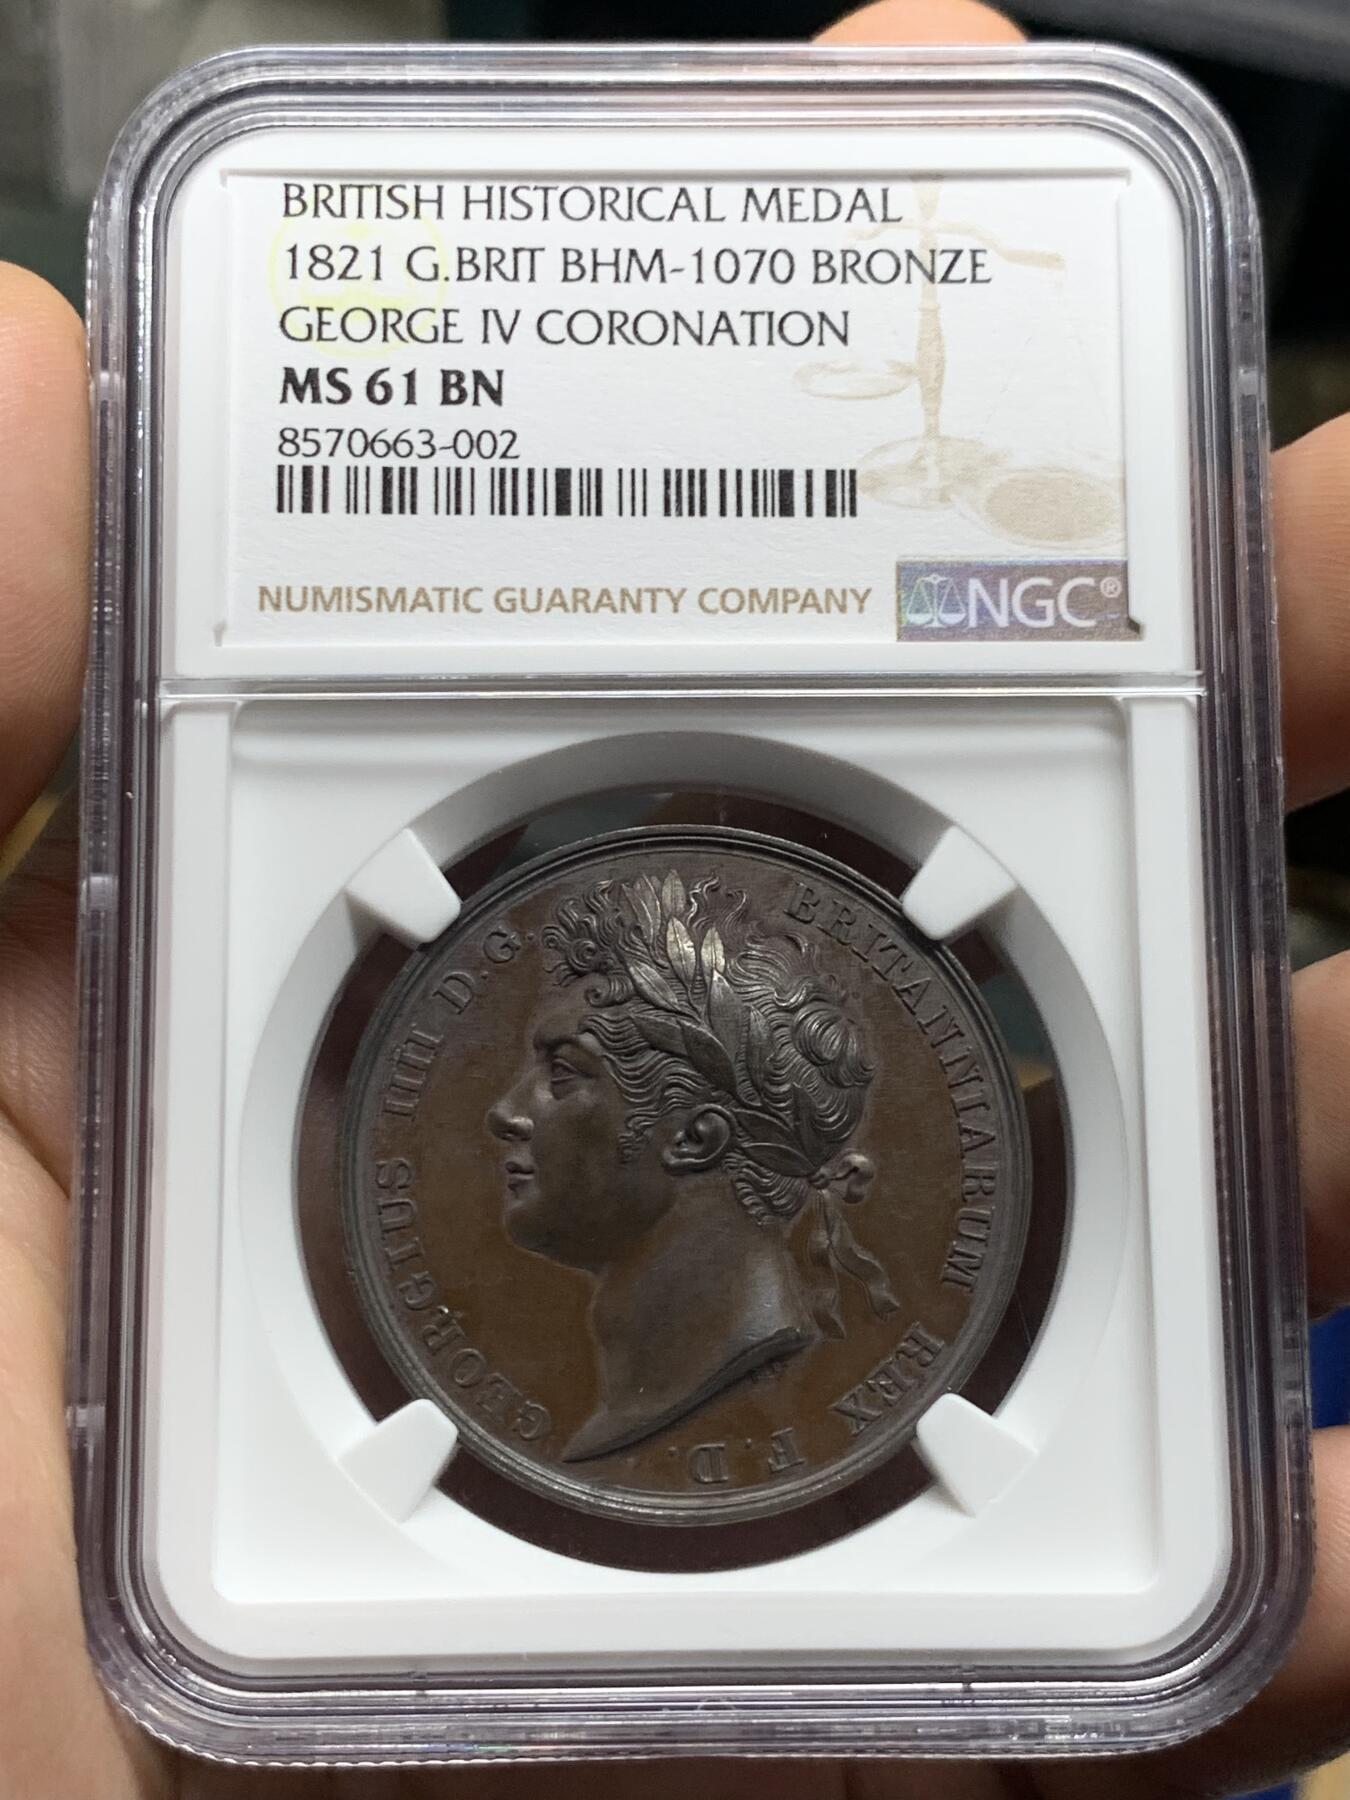 BRITISH HISTORICAL MEDAL
1821 G.BRIT BHM-1070 BRONZE
GEORGE IV CORONATION
MS 61 BN
8570663-002
NUMISMATIC GUARANTY COMPANY
NGC®
GEORGIUS IIII D.G. BRITANNIARUM REX F.D.